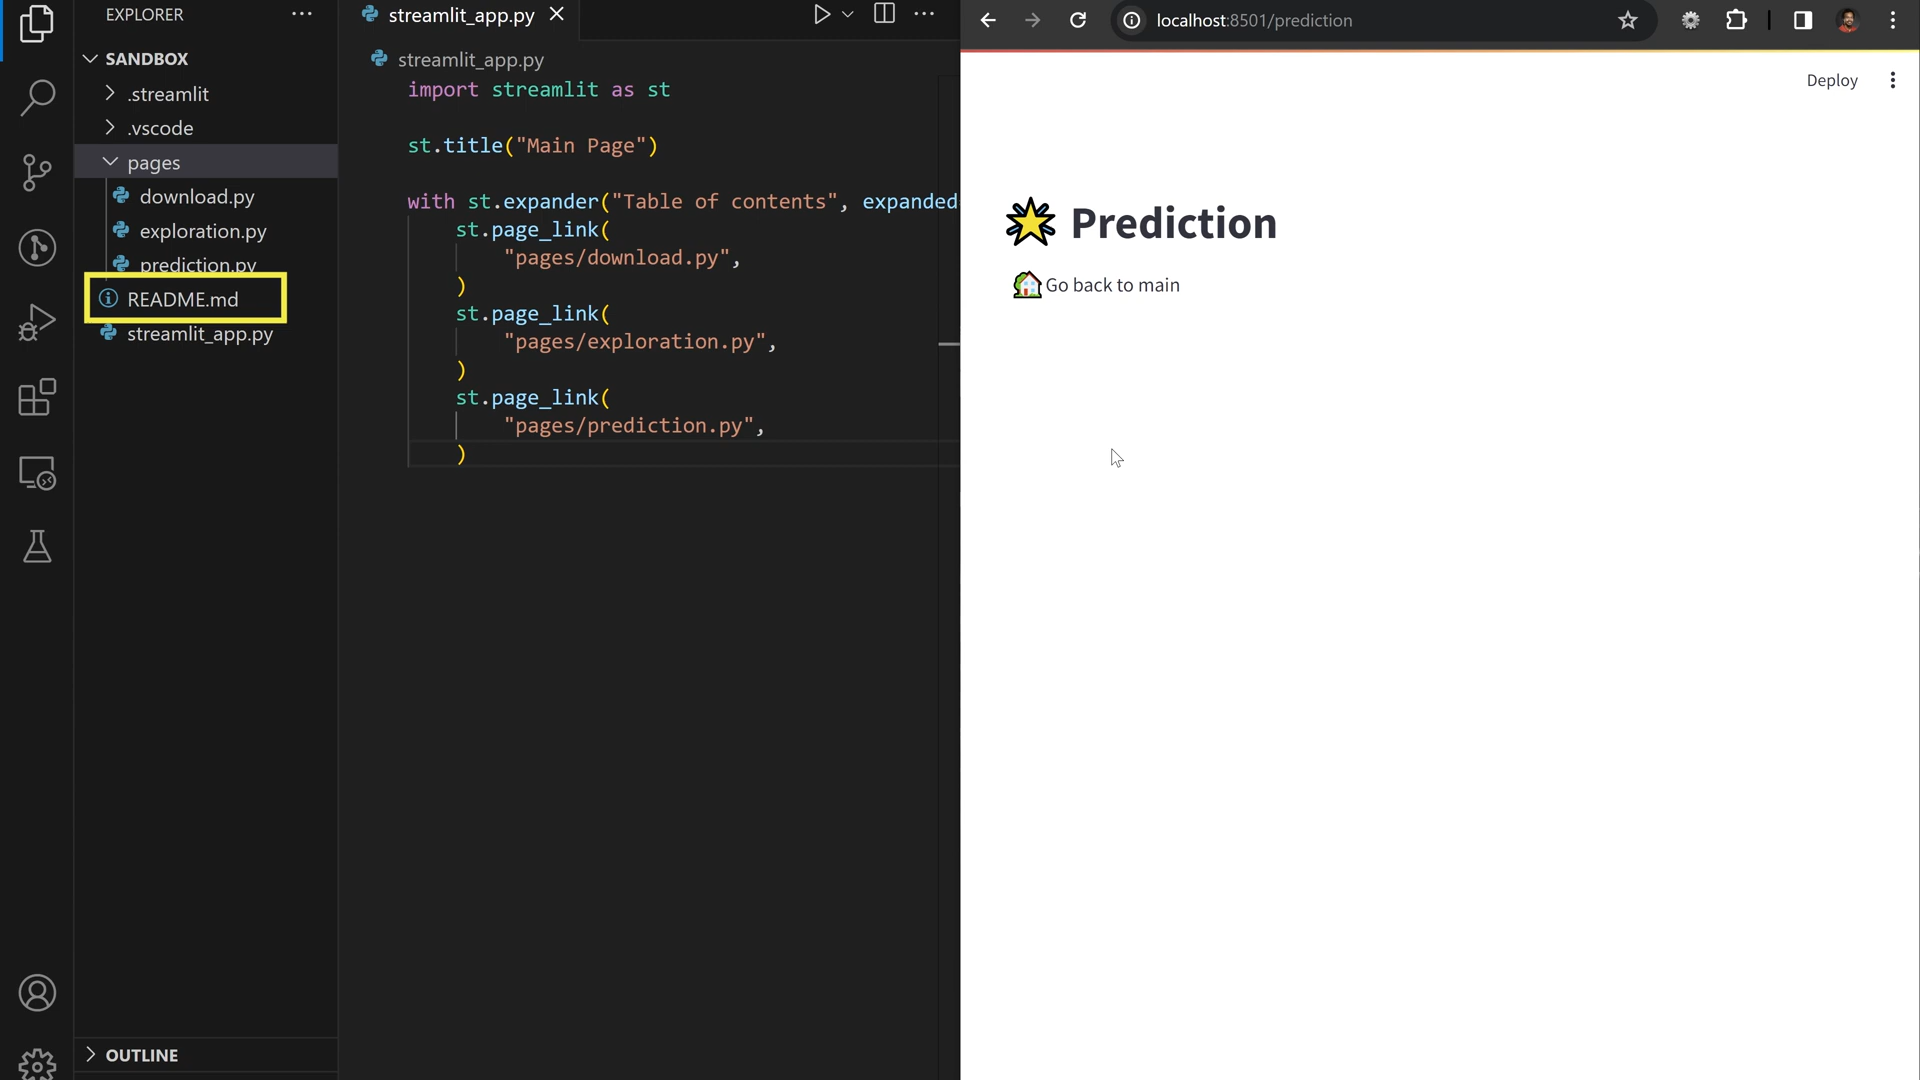 EXPLORER
SANDBOX
.streamlit
.vscode
pages
download.py
exploration.py
prediction.py
README.md
streamlit_app.py
OUTLINE
streamlit_app.py
streamlit_app.py
import streamlit as st
st.title("Main Page")
with st.expander("Table of contents", expanded
st.page_link(
"pages/download.py",
)
st.page_link(
"pages/exploration.py",
)
st.page_link(
"pages/prediction.py",
)
localhost:8501/prediction
Deploy
Prediction
Go back to main